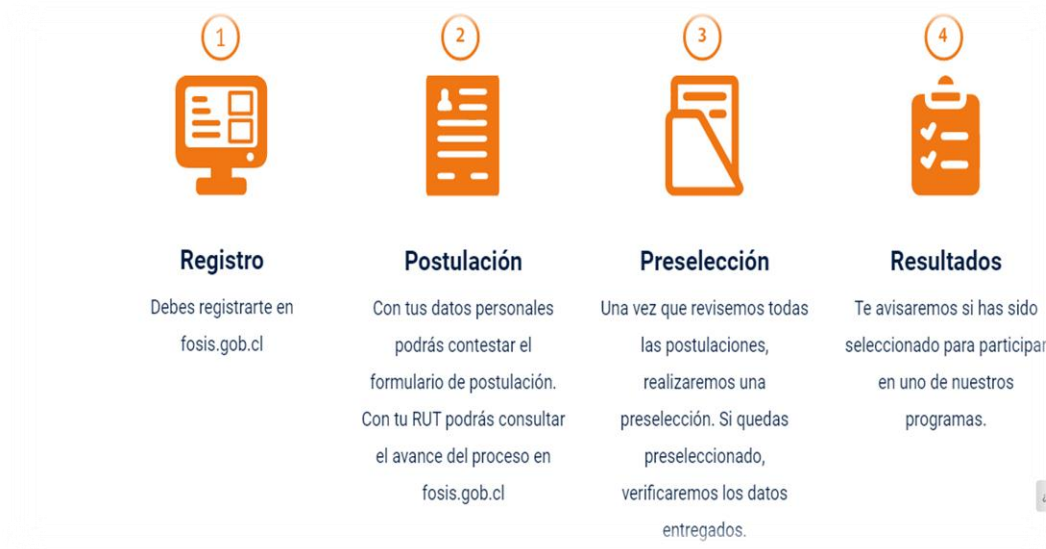 1
Registro
Debes registrarte en
fosis.gob.cl
2
Postulación
Con tus datos personales
podrás contestar el
formulario de postulación.
Con tu RUT podrás consultar
el avance del proceso en
fosis.gob.cl
3
Preselección
Una vez que revisemos todas
las postulaciones,
realizaremos una
preselección. Si quedas
preseleccionado,
verificaremos los datos
entregados.
4
Resultados
Te avisaremos si has sido
seleccionado para participar
en uno de nuestros
programas.
¿